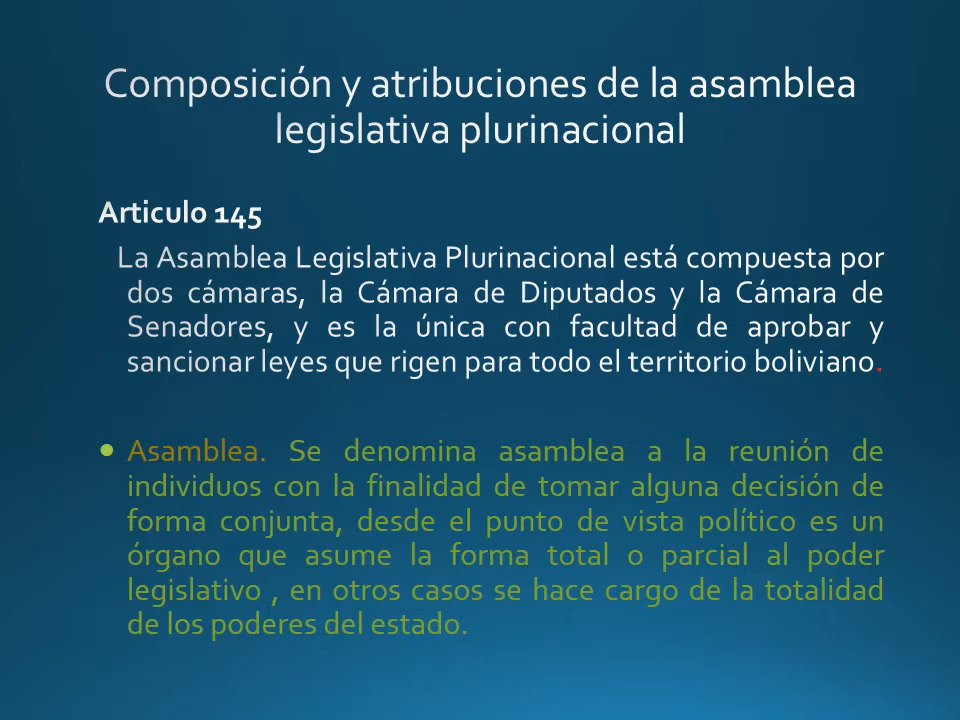 Composición y atribuciones de la asamblea
legislativa plurinacional
Articulo 145
La Asamblea Legislativa Plurinacional está compuesta por
dos cámaras, la Cámara de Diputados y la Cámara de
Senadores, y es la única con facultad de aprobar y
sancionar leyes que rigen para todo el territorio boliviano.
• Asamblea. Se denomina asamblea a la reunión de
individuos con la finalidad de tomar alguna decisión de
forma conjunta, desde el punto de vista político es un
órgano que asume la forma total o parcial al poder
legislativo , en otros casos se hace cargo de la totalidad
de los poderes del estado.